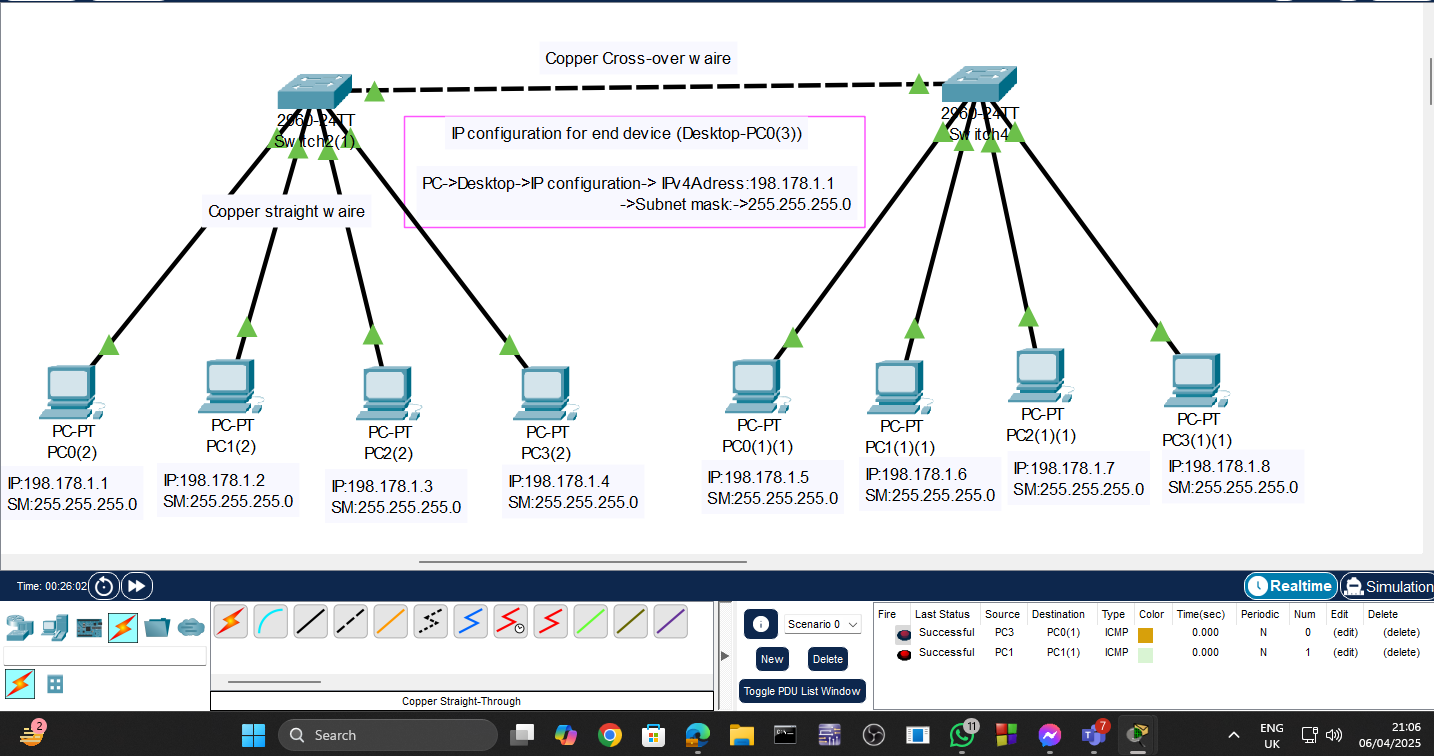 Copper Cross-over waire
2960-24TT
Switch2(1)
2960-24TT
Switch4
IP configuration for end device (Desktop-PC0(3))
PC->Desktop->IP configuration-> IPv4Adress:198.178.1.1
->Subnet mask:->255.255.255.0
Copper straight waire
PC-PT
PC0(2)
PC-PT
PC1(2)
PC-PT
PC2(2)
PC-PT
PC3(2)
PC-PT
PC0(1)(1)
PC-PT
PC1(1)(1)
PC-PT
PC2(1)(1)
PC-PT
PC3(1)(1)
IP:198.178.1.1
SM:255.255.255.0
IP:198.178.1.2
SM:255.255.255.0
IP:198.178.1.3
SM:255.255.255.0
IP:198.178.1.4
SM:255.255.255.0
IP:198.178.1.5
SM:255.255.255.0
IP:198.178.1.6
SM:255.255.255.0
IP:198.178.1.7
SM:255.255.255.0
IP:198.178.1.8
SM:255.255.255.0
Time: 00:26:02
Realtime
Simulation
Scenario 0
New
Delete
Toggle PDU List Window
Fire Last Status Source Destination Type Color Time(sec) Periodic Num Edit Delete
Successful PC3 PC0(1) ICMP 0.000 N 0 (edit) (delete)
Successful PC1 PC1(1) ICMP 0.000 N 1 (edit) (delete)
Copper Straight-Through
2
Search
11
7
ENG
UK
21:06
06/04/2025